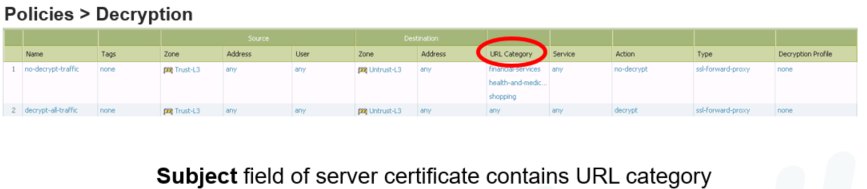 Policies > Decryption
Source Destination
Name Tags Zone Address User Zone Address URL Category Service Action Type Decryption Profile
1 no-decrypt-traffic none Trust-L3 any any Untrust-L3 any financial-services any no-decrypt ssl-forward-proxy none
health-and-medic...
shopping
2 decrypt-all-traffic none Trust-L3 any any Untrust-L3 any any any decrypt ssl-forward-proxy none
Subject field of server certificate contains URL category